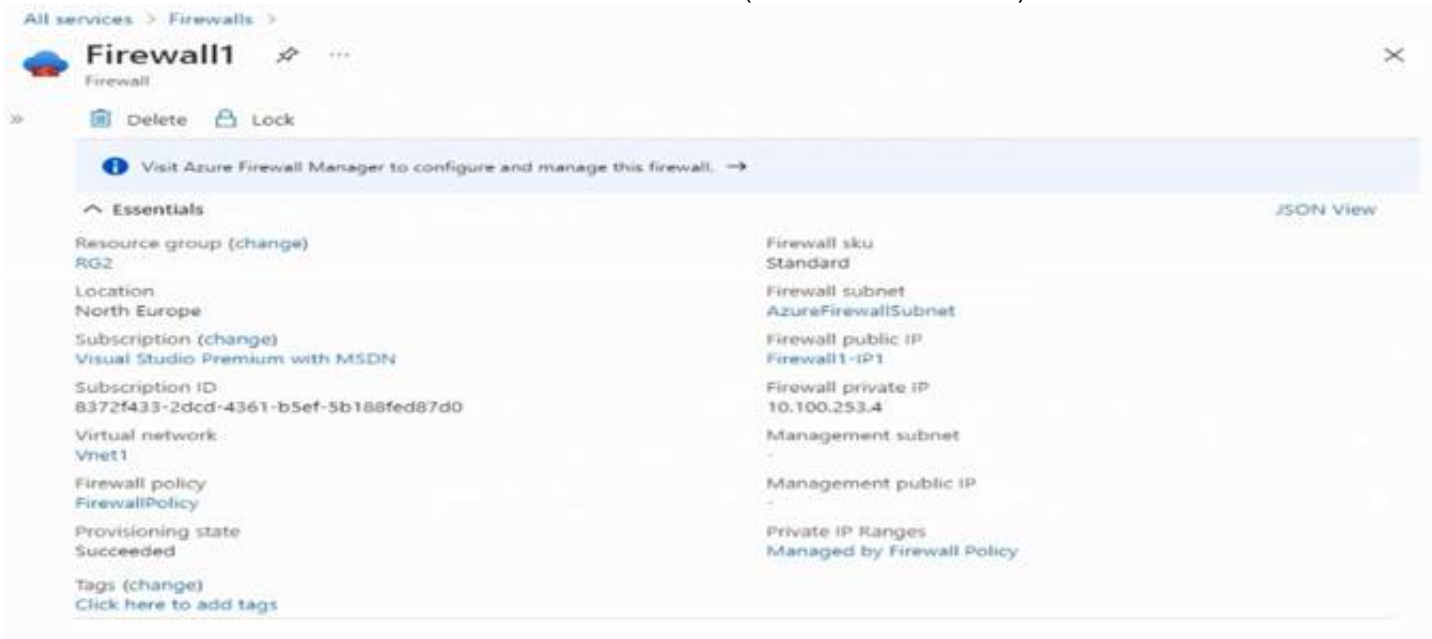 All services > Firewalls >
Firewall1 ...
Firewall
» Delete Lock
Visit Azure Firewall Manager to configure and manage this firewall. →
Essentials
JSON View
Resource group (change)
RG2
Location
North Europe
Subscription (change)
Visual Studio Premium with MSDN
Subscription ID
8372f433-2dcd-4361-b5ef-5b188fed87d0
Virtual network
Vnet1
Firewall policy
FirewallPolicy
Provisioning state
Succeeded
Tags (change)
Click here to add tags
Firewall sku
Standard
Firewall subnet
AzureFirewallSubnet
Firewall public IP
Firewall1-IP1
Firewall private IP
10.100.253.4
Management subnet
-
Management public IP
-
Private IP Ranges
Managed by Firewall Policy